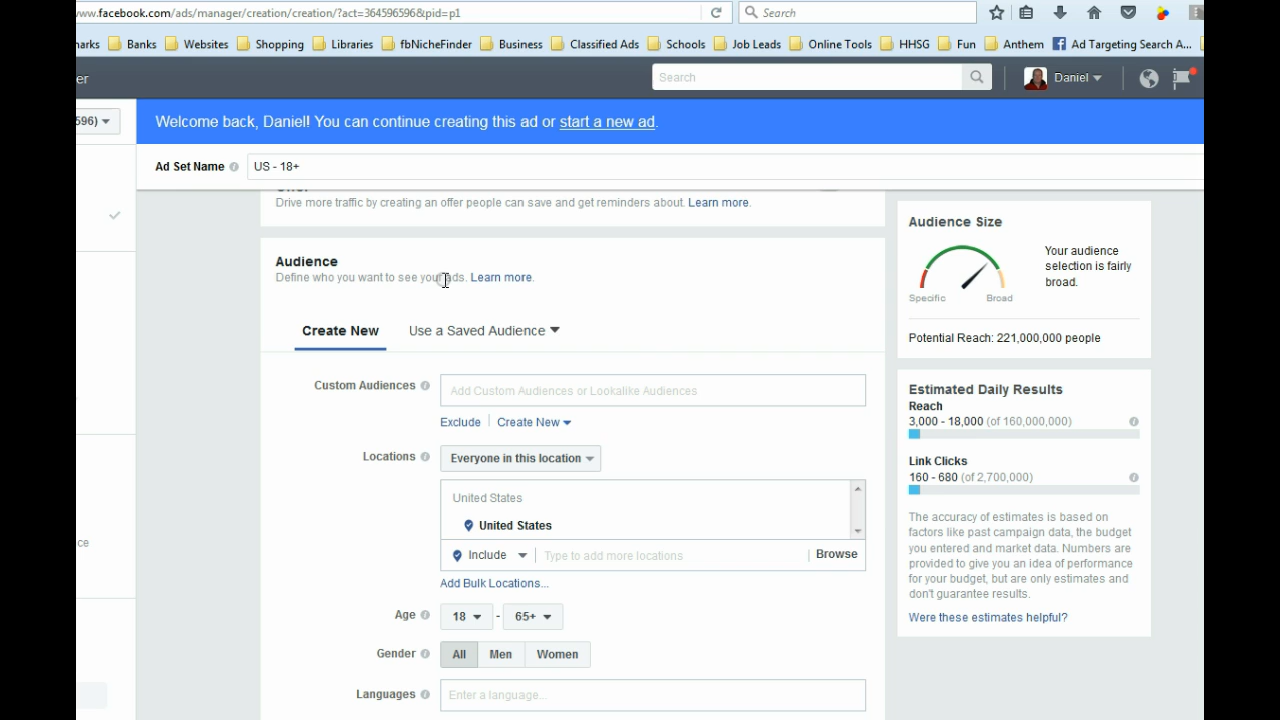 www.facebook.com/ads/manager/creation/creation/?act=364596596&pid=p1
Search
arks Banks Websites Shopping Libraries fbNicheFinder Business Classified Ads Schools Job Leads Online Tools HHSG Fun Anthem Ad Targeting Search A...
er
Search
Daniel
596)
Welcome back, Daniel! You can continue creating this ad or start a new ad.
Ad Set Name
US - 18+
Drive more traffic by creating an offer people can save and get reminders about. Learn more.
Audience
Define who you want to see your ads. Learn more.
Create New
Use a Saved Audience
Custom Audiences
Add Custom Audiences or Lookalike Audiences
Exclude
Create New
Locations
Everyone in this location
United States
United States
Include
Type to add more locations
Browse
Add Bulk Locations...
Age
18 - 65+
Gender
All Men Women
Languages
Enter a language...
ce
Audience Size
Specific
Broad
Your audience
selection is fairly
broad.
Potential Reach: 221,000,000 people
Estimated Daily Results
Reach
3,000 - 18,000 (of 160,000,000)
Link Clicks
160 - 680 (of 2,700,000)
The accuracy of estimates is based on
factors like past campaign data, the budget
you entered and market data. Numbers are
provided to give you an idea of performance
for your budget, but are only estimates and
don't guarantee results.
Were these estimates helpful?